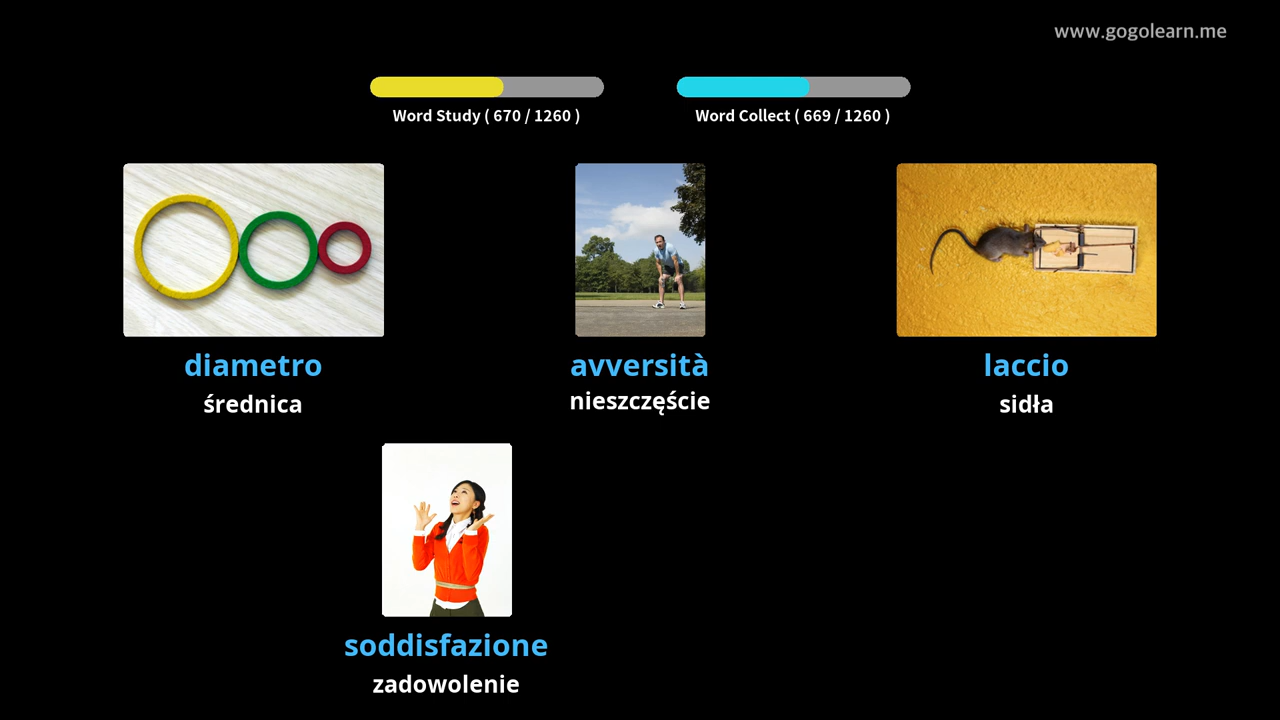 www.gogolearn.me
Word Study ( 670 / 1260 )
Word Collect ( 669 / 1260 )
diametro
średnica
avversità
nieszczęście
laccio
sidła
soddisfazione
zadowolenie